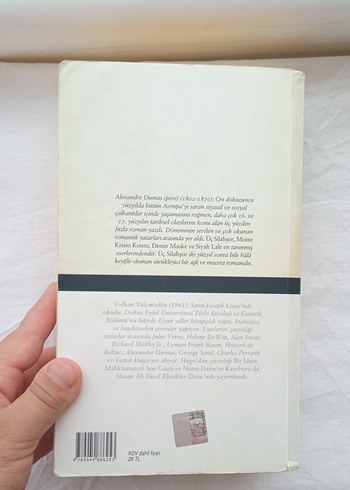 Alexandre Dumas (père) (1802-1870): On dokuzuncu
yüzyılda bütün Avrupa'yı saran siyasal ve sosyal
çalkantılar içinde yaşamasına rağmen, daha çok 16. ve
17. yüzyılın tarihsel olaylarını konu alan üç yüzden
fazla roman yazdı. Döneminin sevilen ve çok okunan
romantik yazarları arasında yer aldı. Üç Silahşor, Monte
Kristo Kontu, Demir Maske ve Siyah Lale en tanınmış
eserlerindendir. Üç Silahşor iki yüzyıl sonra bile hâlâ
keyifle okunan sürükleyici bir aşk ve macera romanıdır.
Volkan Yalçıntoklu (1961): Saint-Joseph Lisesi'nde
okudu. Dokuz Eylül Üniversitesi Tıbbi Biyoloji ve Genetik
Bölümü'nü bitirdi. Uzun yıllar kitapçılık yaptı. Fransızca
ve İngilizceden çeviriler yapıyor. Eserlerini çevirdiği
yazarlar arasında Jules Verne, Helene DeWitt, Alan Snow,
Richard Maltby Jr., Lyman Frank Baum, Honoré de
Balzac, Alexandre Dumas, George Sand, Charles Perrault
ve Victor Hugo yer alıyor. Hugo'dan çevirdiği Bir İdam
Mahkûmunun Son Günü ve Notre-Dame'ın Kamburu da
Hasan Âli Yücel Klasikler Dizisi'nde yayımlandı.
KDV dahil fiyatı
26 TL